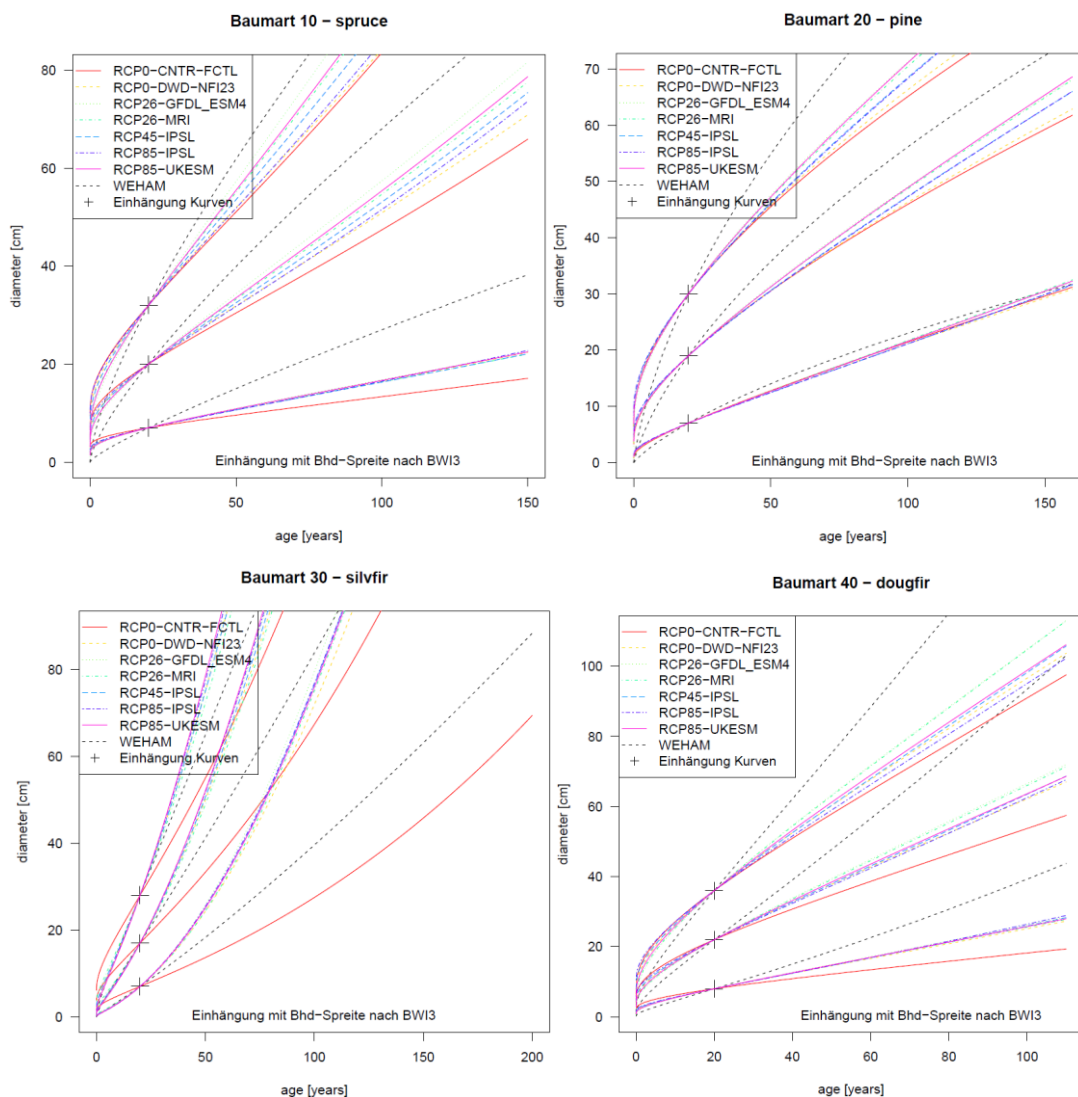 Baumart 10 − spruce
80
60
40
20
0
diameter [cm]
RCP0−CNTR−FCTL
RCP0−DWD−NFI23
RCP26−GFDL_ESM4
RCP26−MRI
RCP45−IPSL
RCP85−IPSL
RCP85−UKESM
WEHAM
Einhängung Kurven
Einhängung mit Bhd−Spreite nach BWI3
0 50 100 150
age [years]
Baumart 20 − pine
70
60
50
40
30
20
10
0
diameter [cm]
RCP0−CNTR−FCTL
RCP0−DWD−NFI23
RCP26−GFDL_ESM4
RCP26−MRI
RCP45−IPSL
RCP85−IPSL
RCP85−UKESM
WEHAM
Einhängung Kurven
Einhängung mit Bhd−Spreite nach BWI3
0 50 100 150
age [years]
Baumart 30 − silvfir
80
60
40
20
0
diameter [cm]
RCP0−CNTR−FCTL
RCP0−DWD−NFI23
RCP26−GFDL_ESM4
RCP26−MRI
RCP45−IPSL
RCP85−IPSL
RCP85−UKESM
WEHAM
Einhängung Kurven
Einhängung mit Bhd−Spreite nach BWI3
0 50 100 150 200
age [years]
Baumart 40 − dougfir
100
80
60
40
20
0
diameter [cm]
RCP0−CNTR−FCTL
RCP0−DWD−NFI23
RCP26−GFDL_ESM4
RCP26−MRI
RCP45−IPSL
RCP85−IPSL
RCP85−UKESM
WEHAM
Einhängung Kurven
Einhängung mit Bhd−Spreite nach BWI3
0 20 40 60 80 100
age [years]